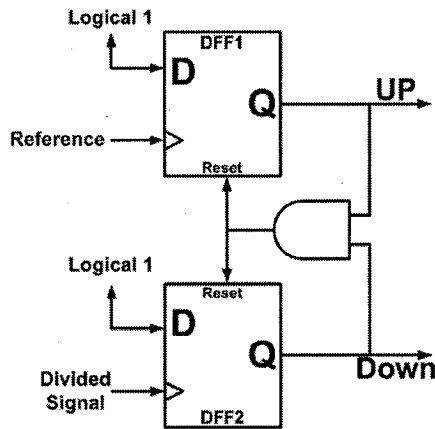 Logical 1
DFF1
D
Q
UP
Reference
Reset
Logical 1
Reset
D
Q
Down
Divided
Signal
DFF2